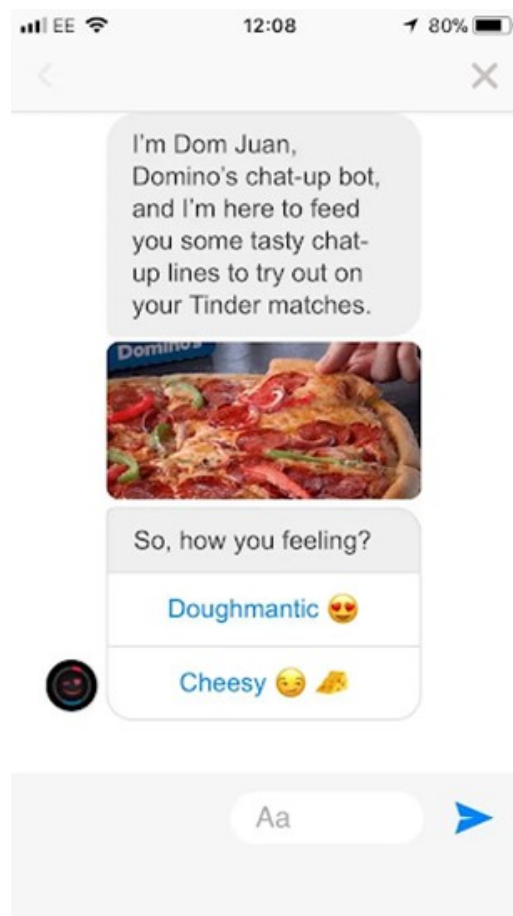 EE 12:08 80%
I'm Dom Juan,
Domino's chat-up bot,
and I'm here to feed
you some tasty chat-
up lines to try out on
your Tinder matches.
Domino's
So, how you feeling?
Doughmantic 😍
Cheesy 😏 🧀
Aa